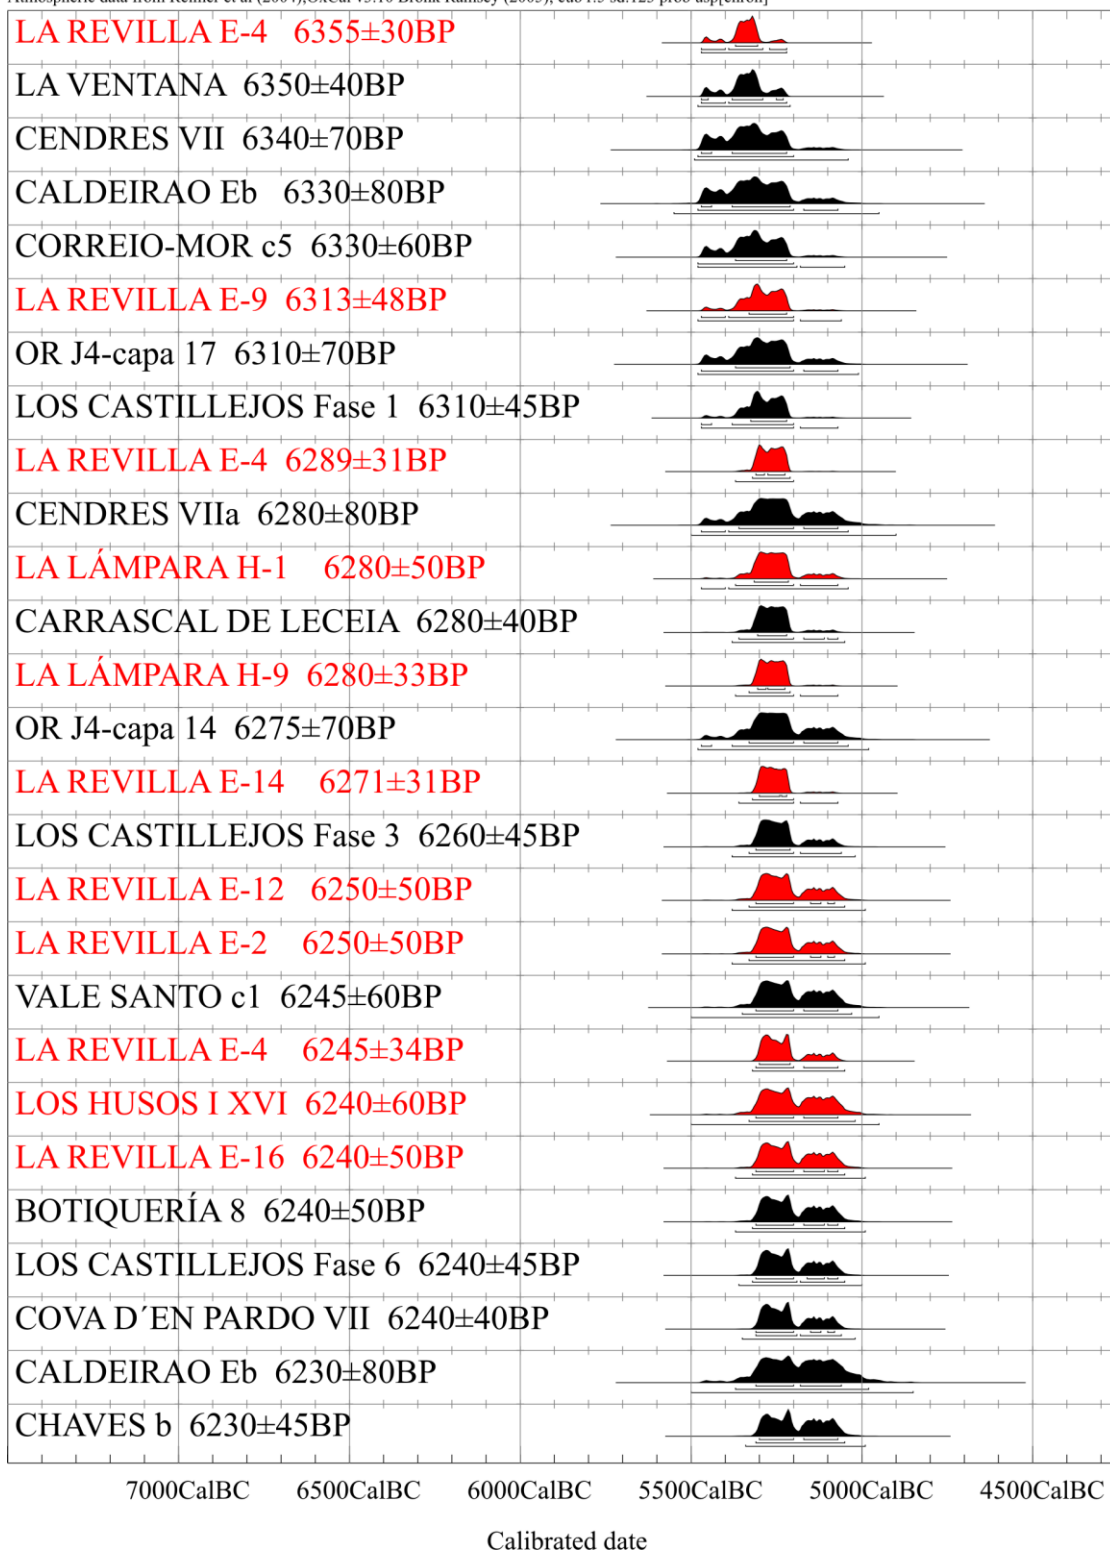 LA REVILLA E-4 6355±30BP
LA VENTANA 6350±40BP
CENDRES VII 6340±70BP
CALDEIRAO Eb 6330±80BP
CORREIO-MOR c5 6330±60BP
LA REVILLA E-9 6313±48BP
OR J4-capa 17 6310±70BP
LOS CASTILLEJOS Fase 1 6310±45BP
LA REVILLA E-4 6289±31BP
CENDRES VIIa 6280±80BP
LA LÁMPARA H-1 6280±50BP
CARRASCAL DE LECEIA 6280±40BP
LA LÁMPARA H-9 6280±33BP
OR J4-capa 14 6275±70BP
LA REVILLA E-14 6271±31BP
LOS CASTILLEJOS Fase 3 6260±45BP
LA REVILLA E-12 6250±50BP
LA REVILLA E-2 6250±50BP
VALE SANTO c1 6245±60BP
LA REVILLA E-4 6245±34BP
LOS HUSOS I XVI 6240±60BP
LA REVILLA E-16 6240±50BP
BOTIQUERÍA 8 6240±50BP
LOS CASTILLEJOS Fase 6 6240±45BP
COVA D´EN PARDO VII 6240±40BP
CALDEIRAO Eb 6230±80BP
CHAVES b 6230±45BP
7000CalBC 6500CalBC 6000CalBC 5500CalBC 5000CalBC 4500CalBC
Calibrated date